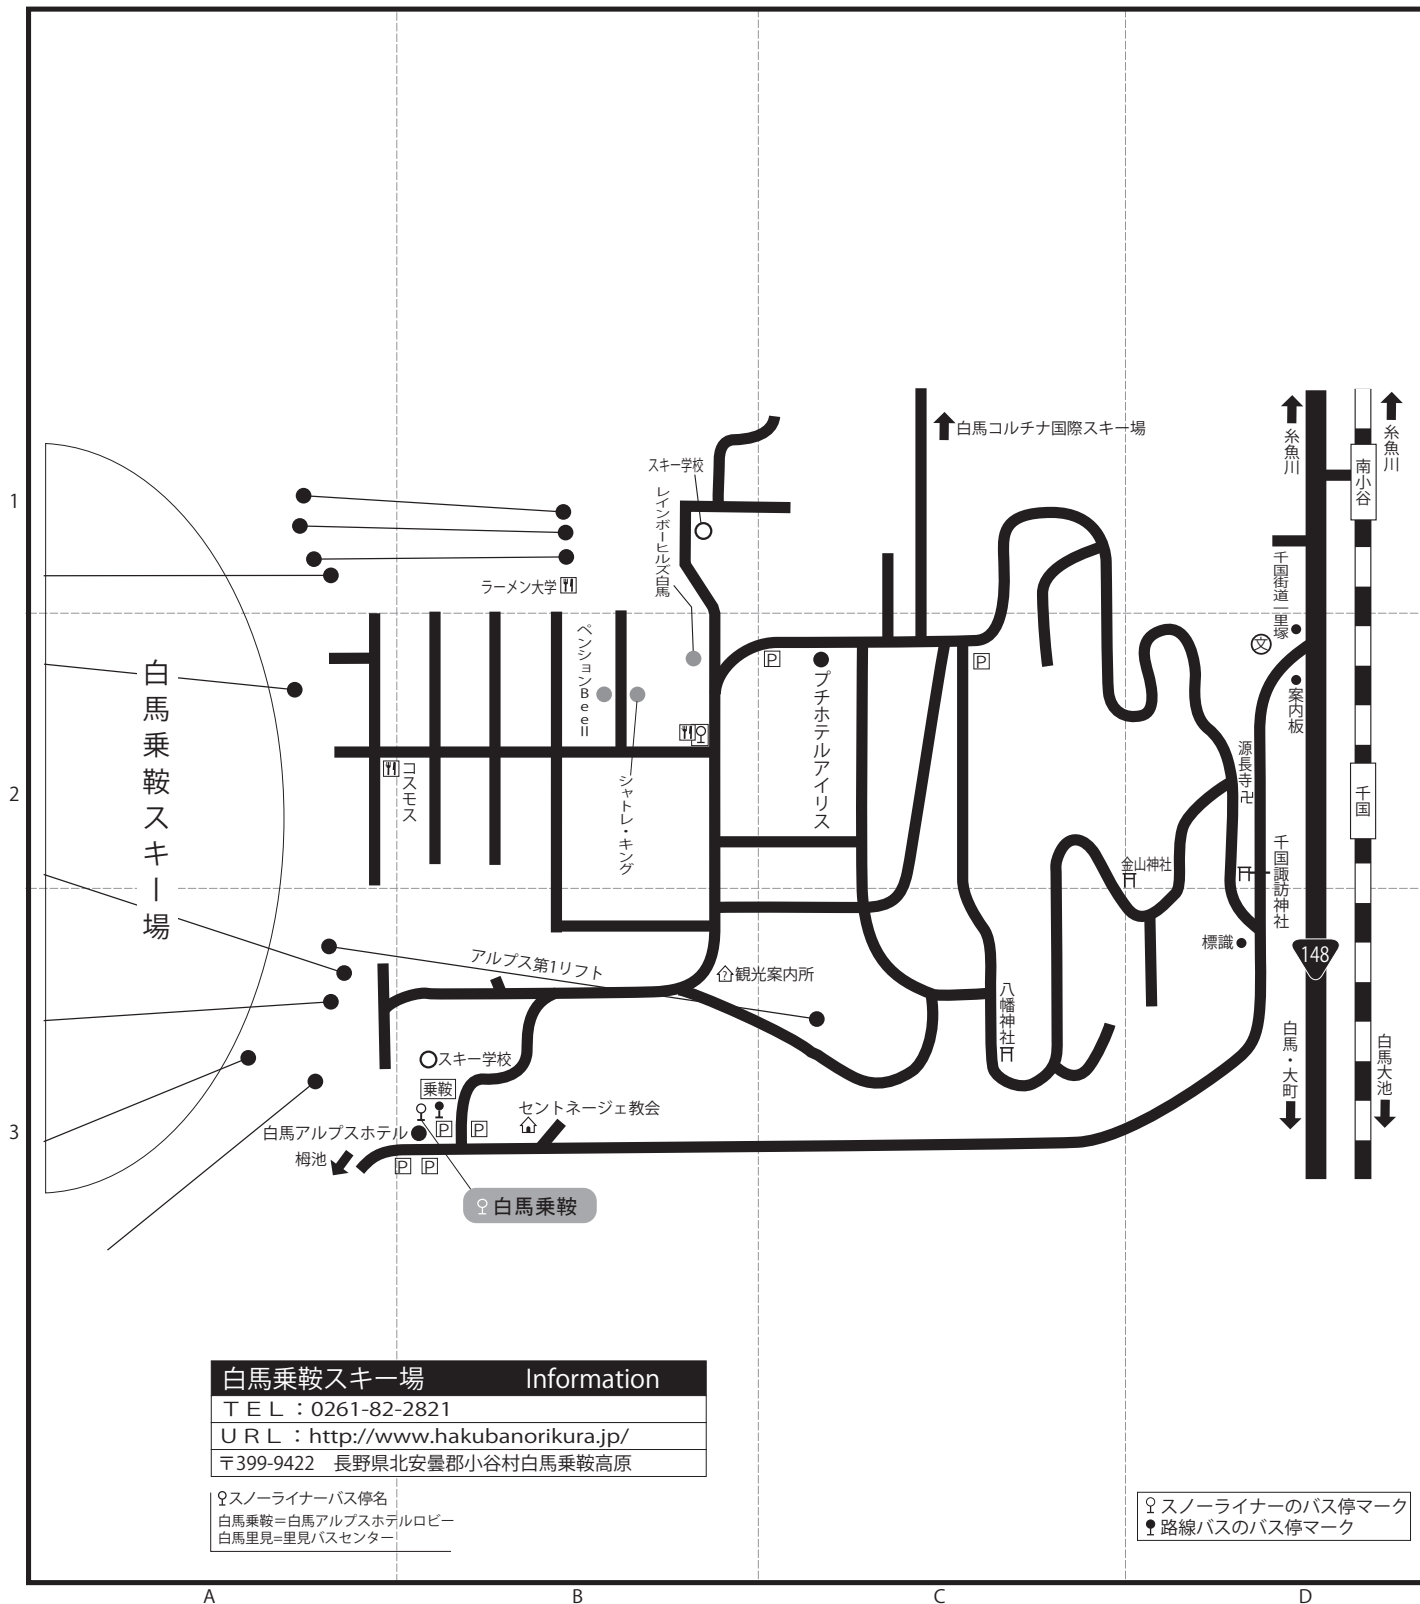 白馬コルチナ国際スキー場
糸魚川
糸魚川
南小谷
スキー学校
レインボーヒルズ白馬
1
ラーメン大学
千国街道一里塚
文
ペンションBeeⅡ
P
P
プチホテルアイリス
案内板
白馬乗鞍スキー場
コスモス
シャトレ・キング
源長寺卍
千国
2
金山神社
千国諏訪神社
標識
148
アルプス第1リフト
?観光案内所
八幡神社
白馬・大町
白馬大池
スキー学校
乗鞍
セントネージェ教会
3
白馬アルプスホテル
P
P
栂池
P
P
白馬乗鞍
白馬乗鞍スキー場 Information
TEL:0261-82-2821
URL:http://www.hakubanorikura.jp/
〒399-9422 長野県北安曇郡小谷村白馬乗鞍高原
スノーライナーバス停名
白馬乗鞍=白馬アルプスホテルロビー
白馬里見=里見バスセンター
スノーライナーのバス停マーク
路線バスのバス停マーク
A
B
C
D